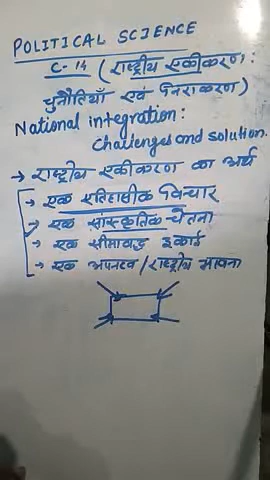 POLITICAL SCIENCE
C-14 (राष्ट्रीय एकीकरण:
चुनौतियाँ एवं निराकरण)
National integration:
Challenges and solution.
→ राष्ट्रीय एकीकरण का अर्थ
→ एक ऐतिहासिक विचार
→ एक सांस्कृतिक चेतना
→ एक सीमाबद्ध इकाई
→ एक अपनत्व/राष्ट्रीय भावना